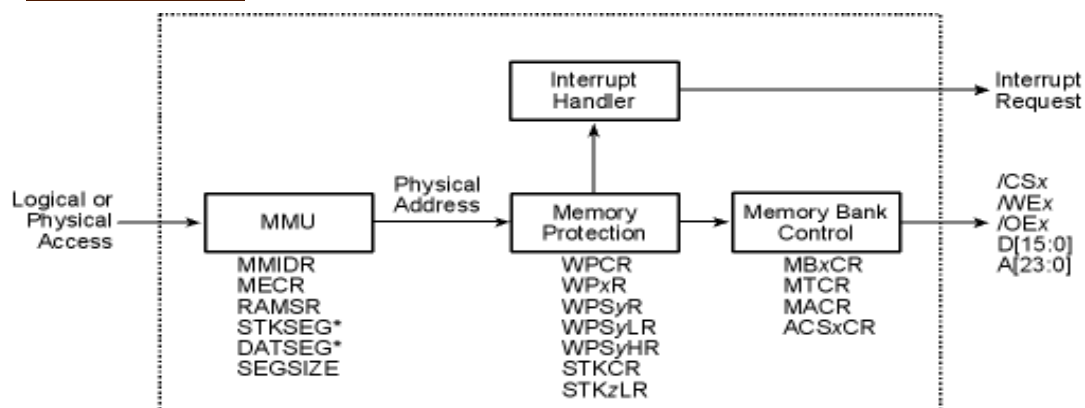 Interrupt
Handler
Interrupt
Request
Logical or
Physical
Access
MMU
Physical
Address
Memory
Protection
Memory Bank
Control
/CSx
/WEx
/OEx
D[15:0]
A[23:0]
MMIDR
MECR
RAMSR
STKSEG*
DATSEG*
SEGSIZE
WPCR
WPxR
WPSyR
WPSyLR
WPSyHR
STKCR
STKzLR
MBxCR
MTCR
MACR
ACSxCR